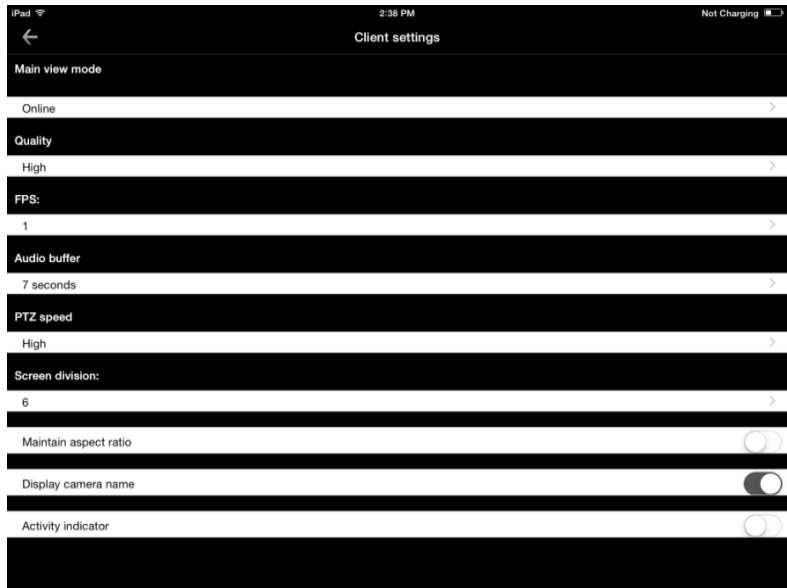 iPad 2:38 PM Not Charging
Client settings
Main view mode
Online
Quality
High
FPS:
1
Audio buffer
7 seconds
PTZ speed
High
Screen division:
6
Maintain aspect ratio
Display camera name
Activity indicator